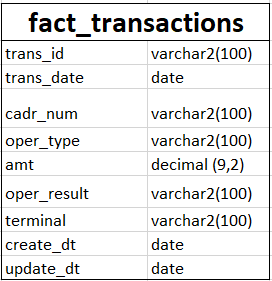 fact_transactions
trans_id varchar2(100)
trans_date date
cadr_num varchar2(100)
oper_type varchar2(100)
amt decimal (9,2)
oper_result varchar2(100)
terminal varchar2(100)
create_dt date
update_dt date